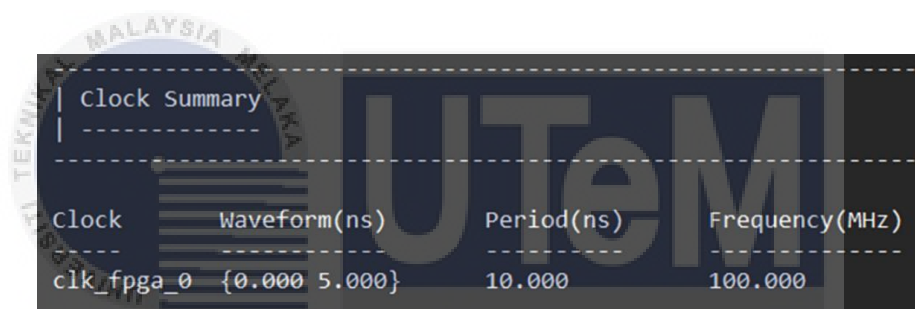 MALAYSIA
TEKNIKAL
MELAKA
UTeM
------------------------------------------------
| Clock Summary
| -------------
------------------------------------------------
Clock Waveform(ns) Period(ns) Frequency(MHz)
----- ------------ ---------- --------------
clk_fpga_0 {0.000 5.000} 10.000 100.000